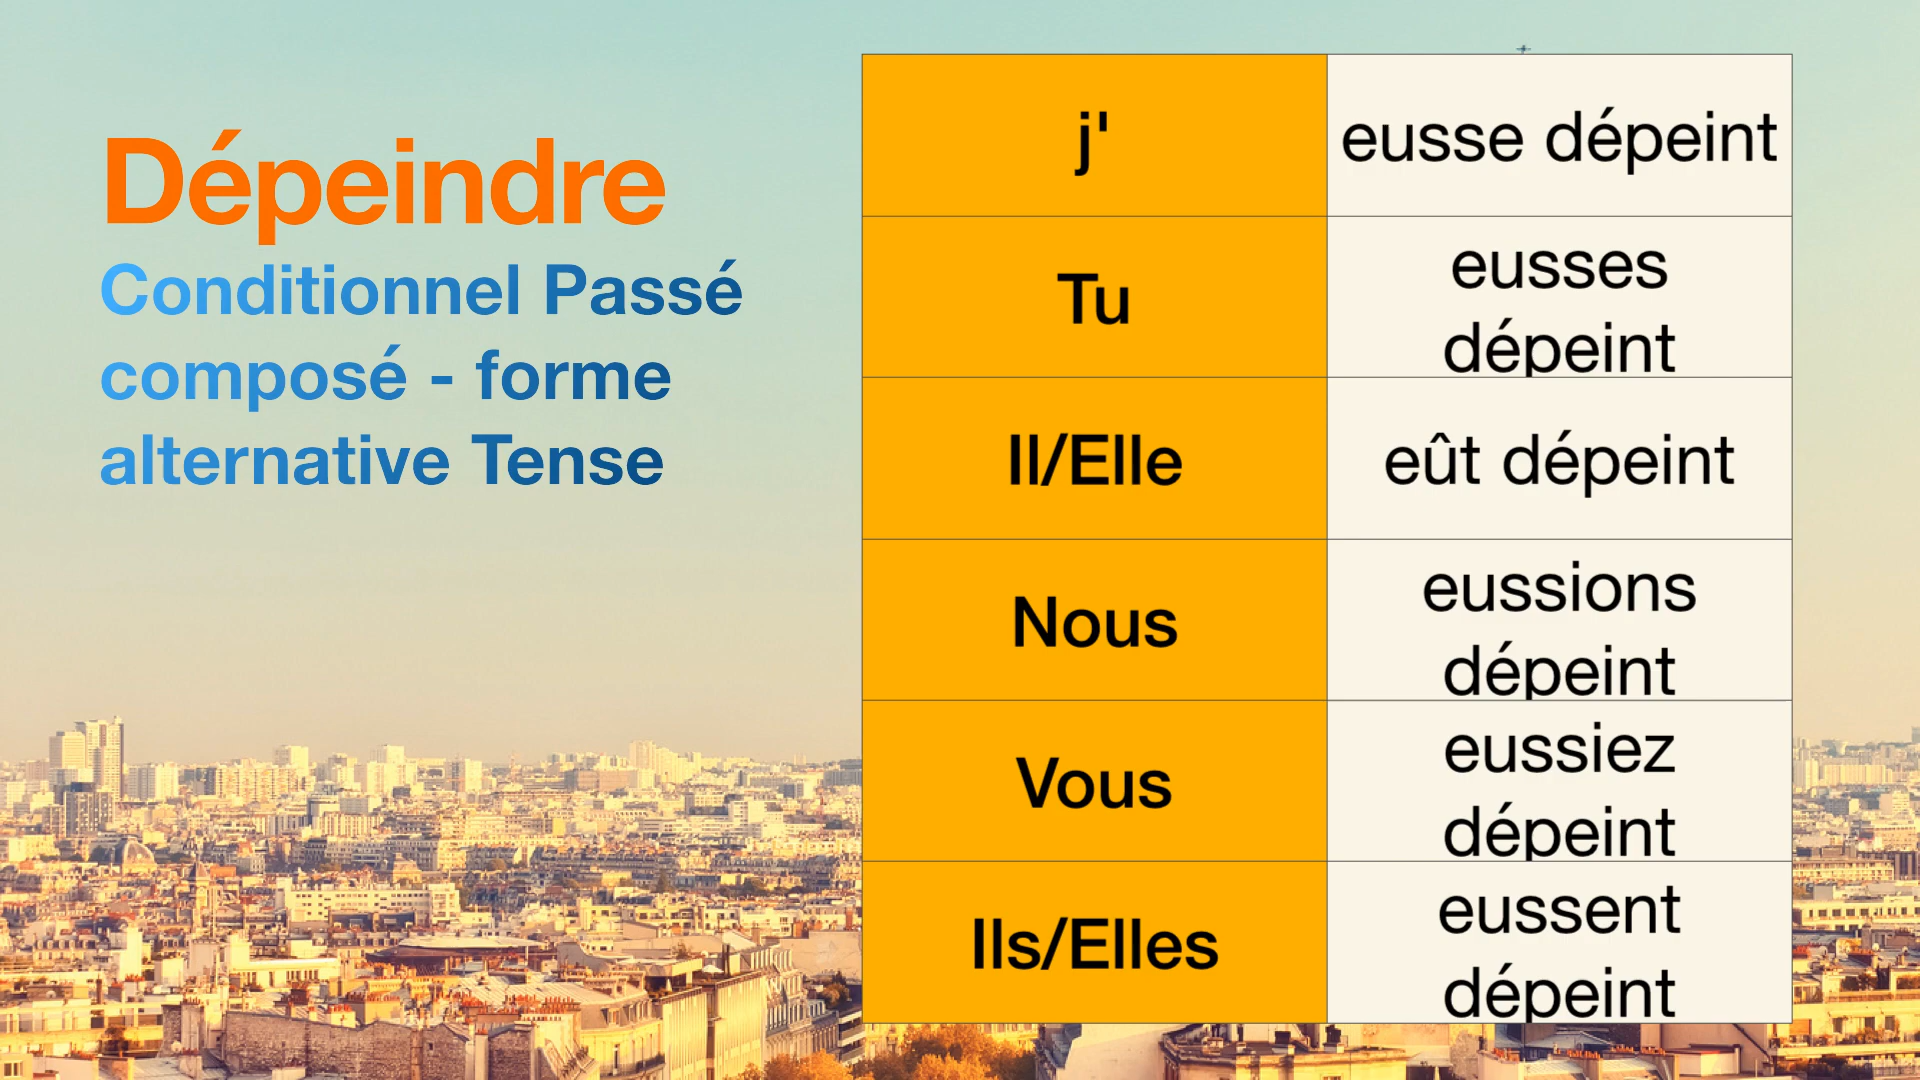 Dépeindre
Conditionnel Passé
composé - forme
alternative Tense
j' eusse dépeint
Tu eusses
dépeint
Il/Elle eût dépeint
Nous eussions
dépeint
Vous eussiez
dépeint
Ils/Elles eussent
dépeint